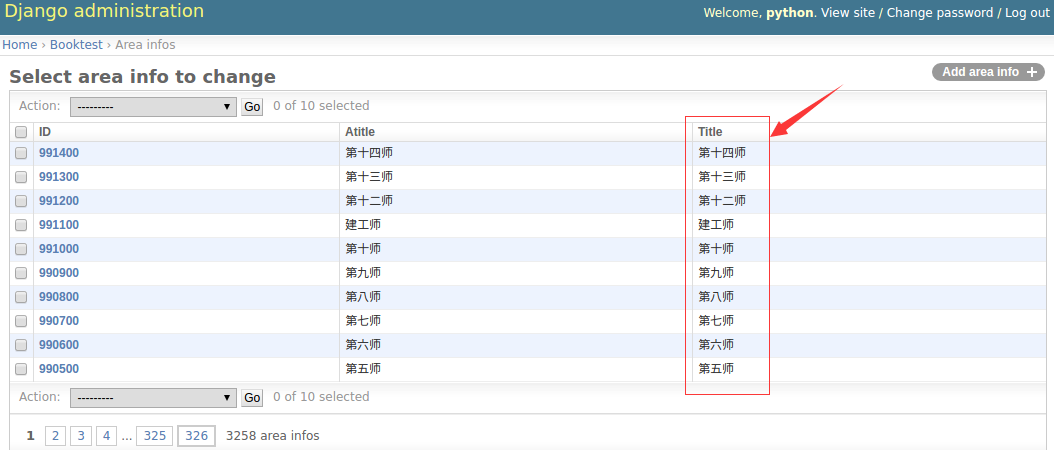 Django administration
Welcome, python. View site / Change password / Log out
Home › Booktest › Area infos
Select area info to change
Add area info +
Action: --------- Go 0 of 10 selected
ID Atitle Title
991400 第十四师 第十四师
991300 第十三师 第十三师
991200 第十二师 第十二师
991100 建工师 建工师
991000 第十师 第十师
990900 第九师 第九师
990800 第八师 第八师
990700 第七师 第七师
990600 第六师 第六师
990500 第五师 第五师
Action: --------- Go 0 of 10 selected
1 2 3 4 ... 325 326 3258 area infos